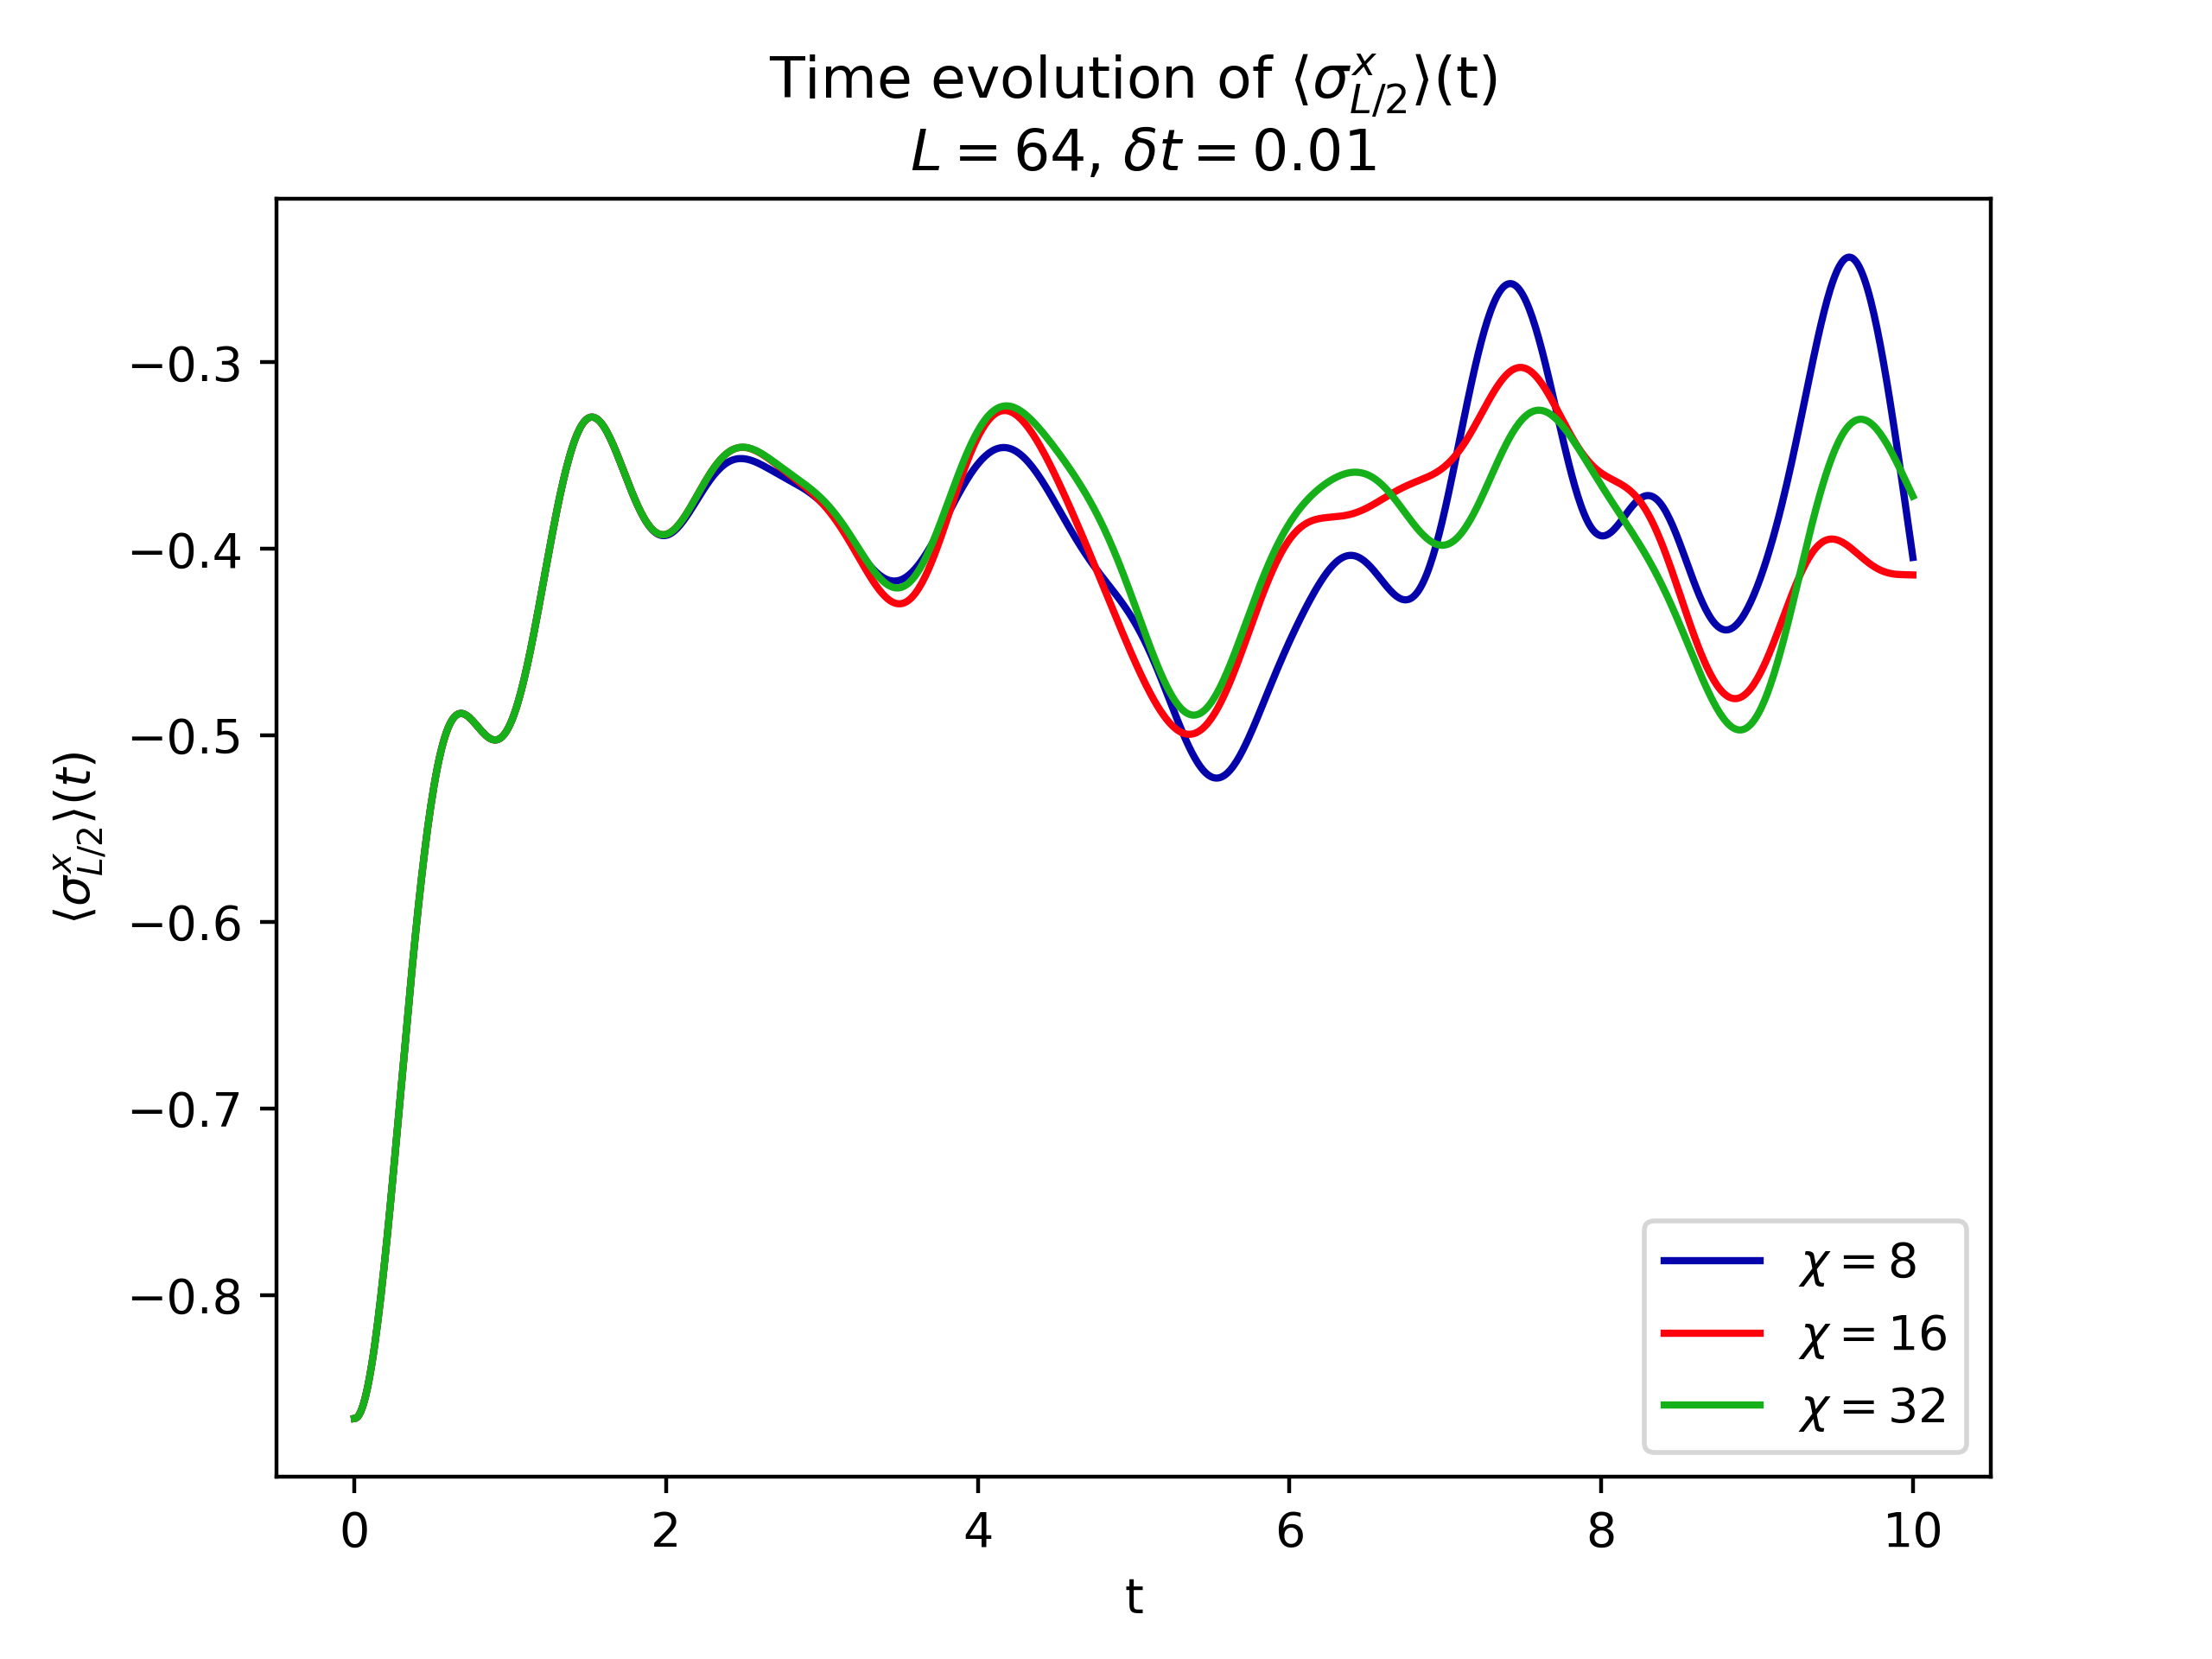 Time evolution of ⟨σ^x_{L/2}⟩(t)
L = 64, δt = 0.01
⟨σ^x_{L/2}⟩(t)
−0.3
−0.4
−0.5
−0.6
−0.7
−0.8
0 2 4 6 8 10
t
χ = 8
χ = 16
χ = 32